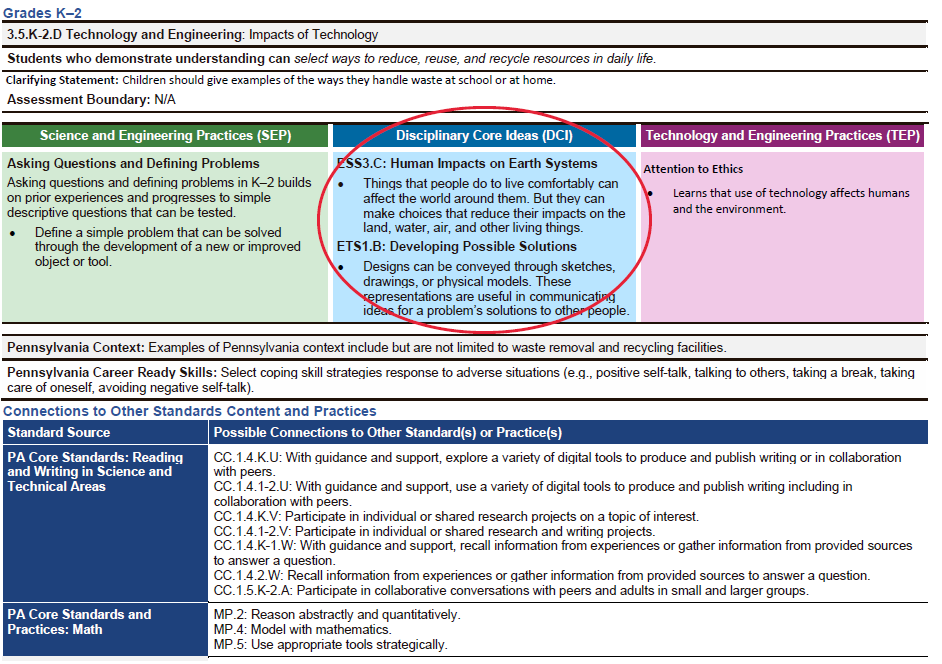 Grades K–2
3.5.K-2.D Technology and Engineering: Impacts of Technology
Students who demonstrate understanding can select ways to reduce, reuse, and recycle resources in daily life.
Clarifying Statement: Children should give examples of the ways they handle waste at school or at home.
Assessment Boundary: N/A
Science and Engineering Practices (SEP)
Asking Questions and Defining Problems
Asking questions and defining problems in K–2 builds
on prior experiences and progresses to simple
descriptive questions that can be tested.
• Define a simple problem that can be solved
through the development of a new or improved
object or tool.
Disciplinary Core Ideas (DCI)
ESS3.C: Human Impacts on Earth Systems
• Things that people do to live comfortably can
affect the world around them. But they can
make choices that reduce their impacts on the
land, water, air, and other living things.
ETS1.B: Developing Possible Solutions
• Designs can be conveyed through sketches,
drawings, or physical models. These
representations are useful in communicating
ideas for a problem's solutions to other people.
Technology and Engineering Practices (TEP)
Attention to Ethics
• Learns that use of technology affects humans
and the environment.
Pennsylvania Context: Examples of Pennsylvania context include but are not limited to waste removal and recycling facilities.
Pennsylvania Career Ready Skills: Select coping skill strategies response to adverse situations (e.g., positive self-talk, talking to others, taking a break, taking
care of oneself, avoiding negative self-talk).
Connections to Other Standards Content and Practices
Standard Source
Possible Connections to Other Standard(s) or Practice(s)
PA Core Standards: Reading
and Writing in Science and
Technical Areas
CC.1.4.K.U: With guidance and support, explore a variety of digital tools to produce and publish writing or in collaboration
with peers.
CC.1.4.1-2.U: With guidance and support, use a variety of digital tools to produce and publish writing including in
collaboration with peers.
CC.1.4.K.V: Participate in individual or shared research projects on a topic of interest.
CC.1.4.1-2.V: Participate in individual or shared research and writing projects.
CC.1.4.K-1.W: With guidance and support, recall information from experiences or gather information from provided sources
to answer a question.
CC.1.4.2.W: Recall information from experiences or gather information from provided sources to answer a question.
CC.1.5.K-2.A: Participate in collaborative conversations with peers and adults in small and larger groups.
PA Core Standards and
Practices: Math
MP.2: Reason abstractly and quantitatively.
MP.4: Model with mathematics.
MP.5: Use appropriate tools strategically.